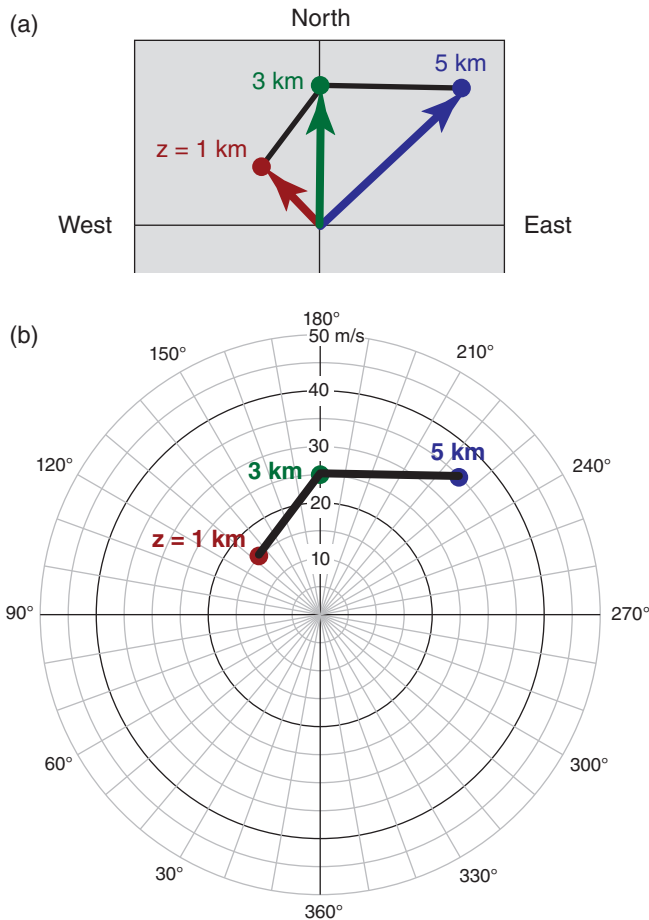 (a)
North
5 km
3 km
z = 1 km
West
East
(b)
180°
50 m/s
150°
210°
40
30
5 km
120°
3 km
240°
20
z = 1 km
10
90°
270°
60°
300°
30°
330°
360°